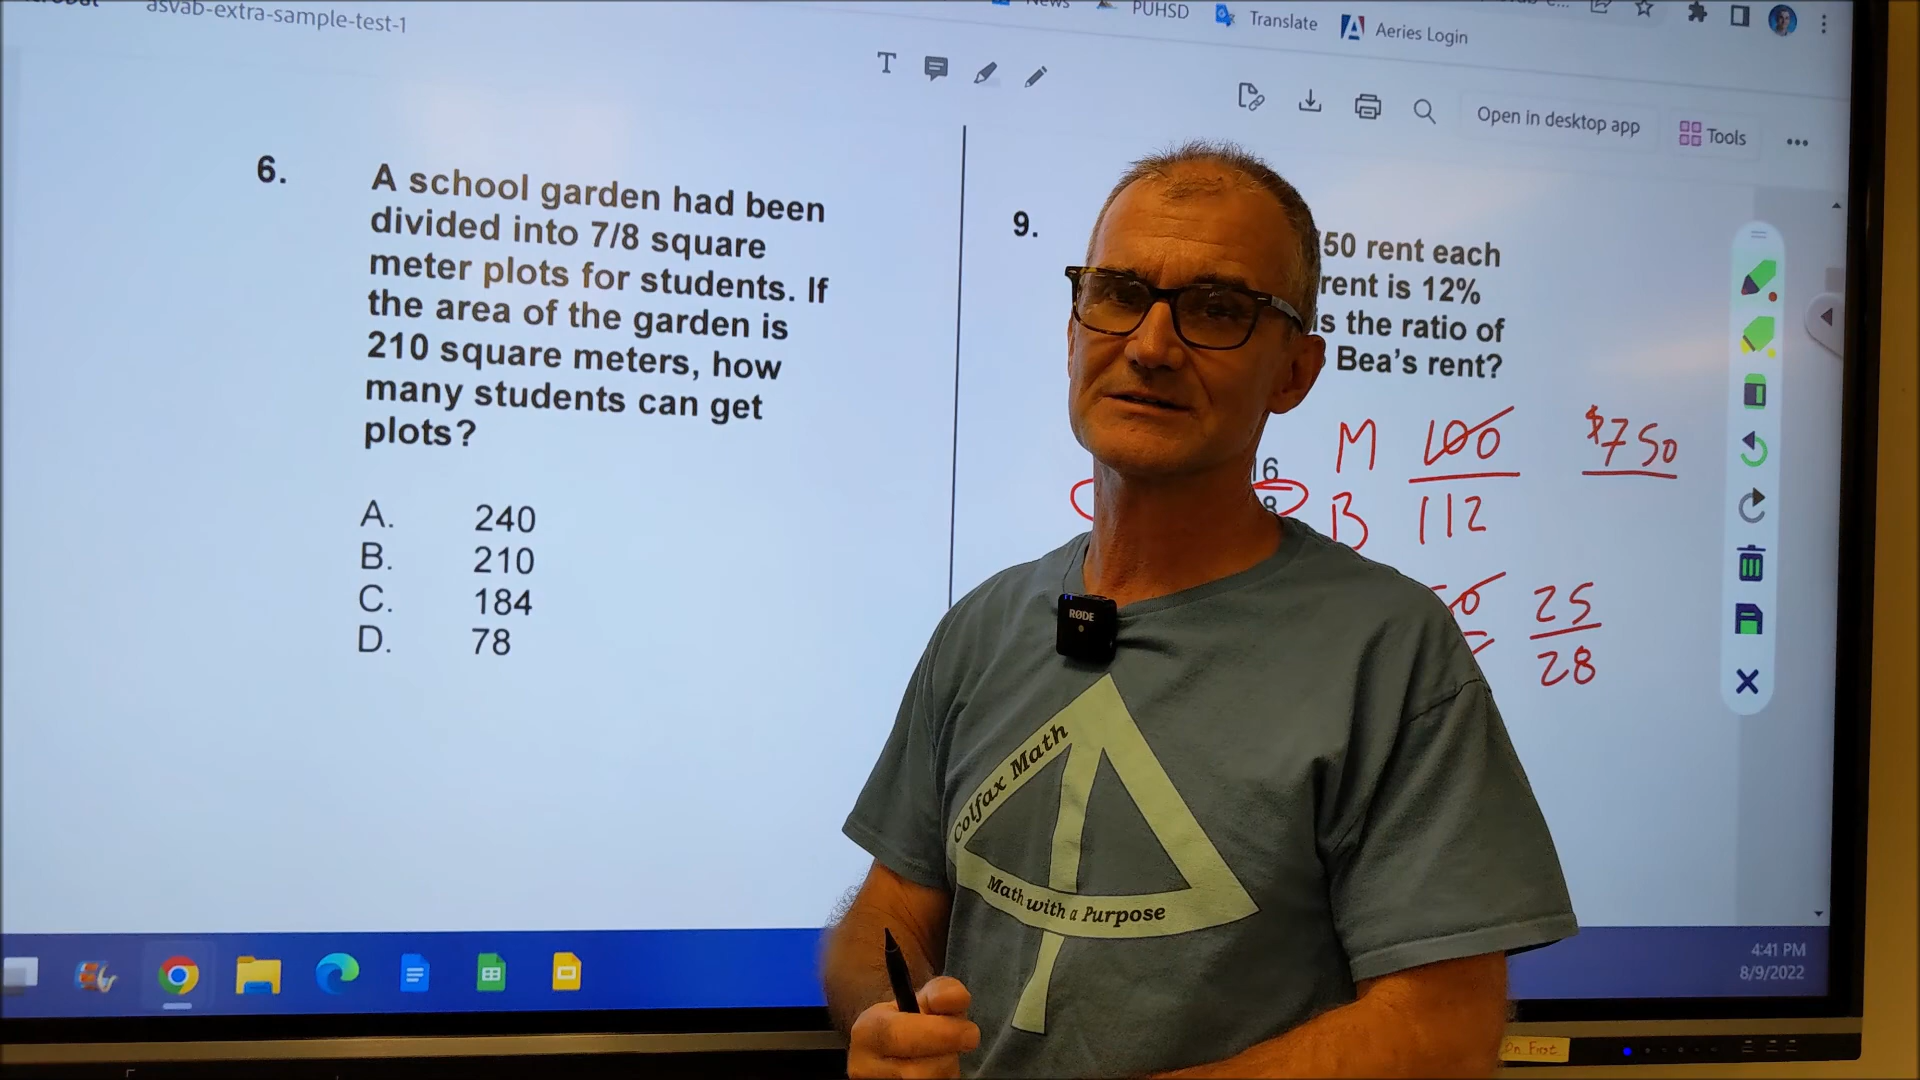 asvab-extra-sample-test-1
PUHSD
Translate
Aeries Login
T
Open in desktop app
Tools
6.
A school garden had been
divided into 7/8 square
meter plots for students. If
the area of the garden is
210 square meters, how
many students can get
plots?
A. 240
B. 210
C. 184
D. 78
9.
50 rent each
rent is 12%
is the ratio of
Bea's rent?
16
8
M 100 $750
B 112
25
28
RØDE
Colfax Math
Math with a Purpose
4:41 PM
8/9/2022
On First